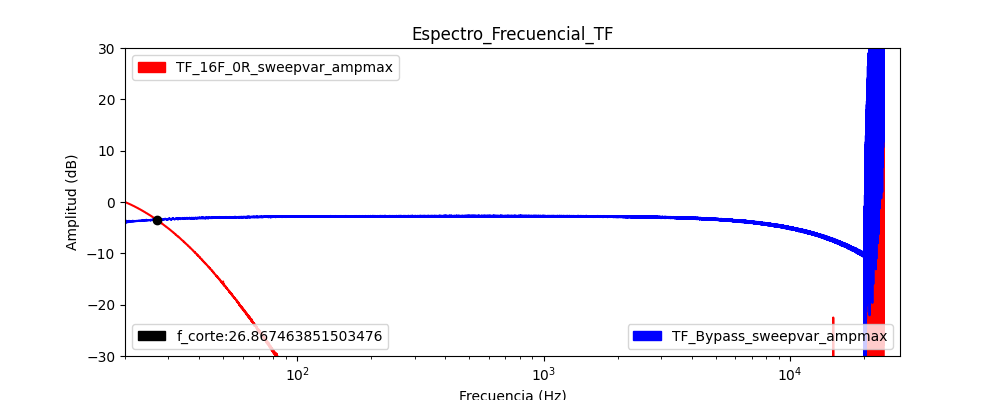 Espectro_Frecuencial_TF
TF_16F_0R_sweepvar_ampmax
30
20
10
0
−10
−20
−30
Amplitud (dB)
f_corte:26.867463851503476
TF_Bypass_sweepvar_ampmax
10²
10³
10⁴
Frecuencia (Hz)